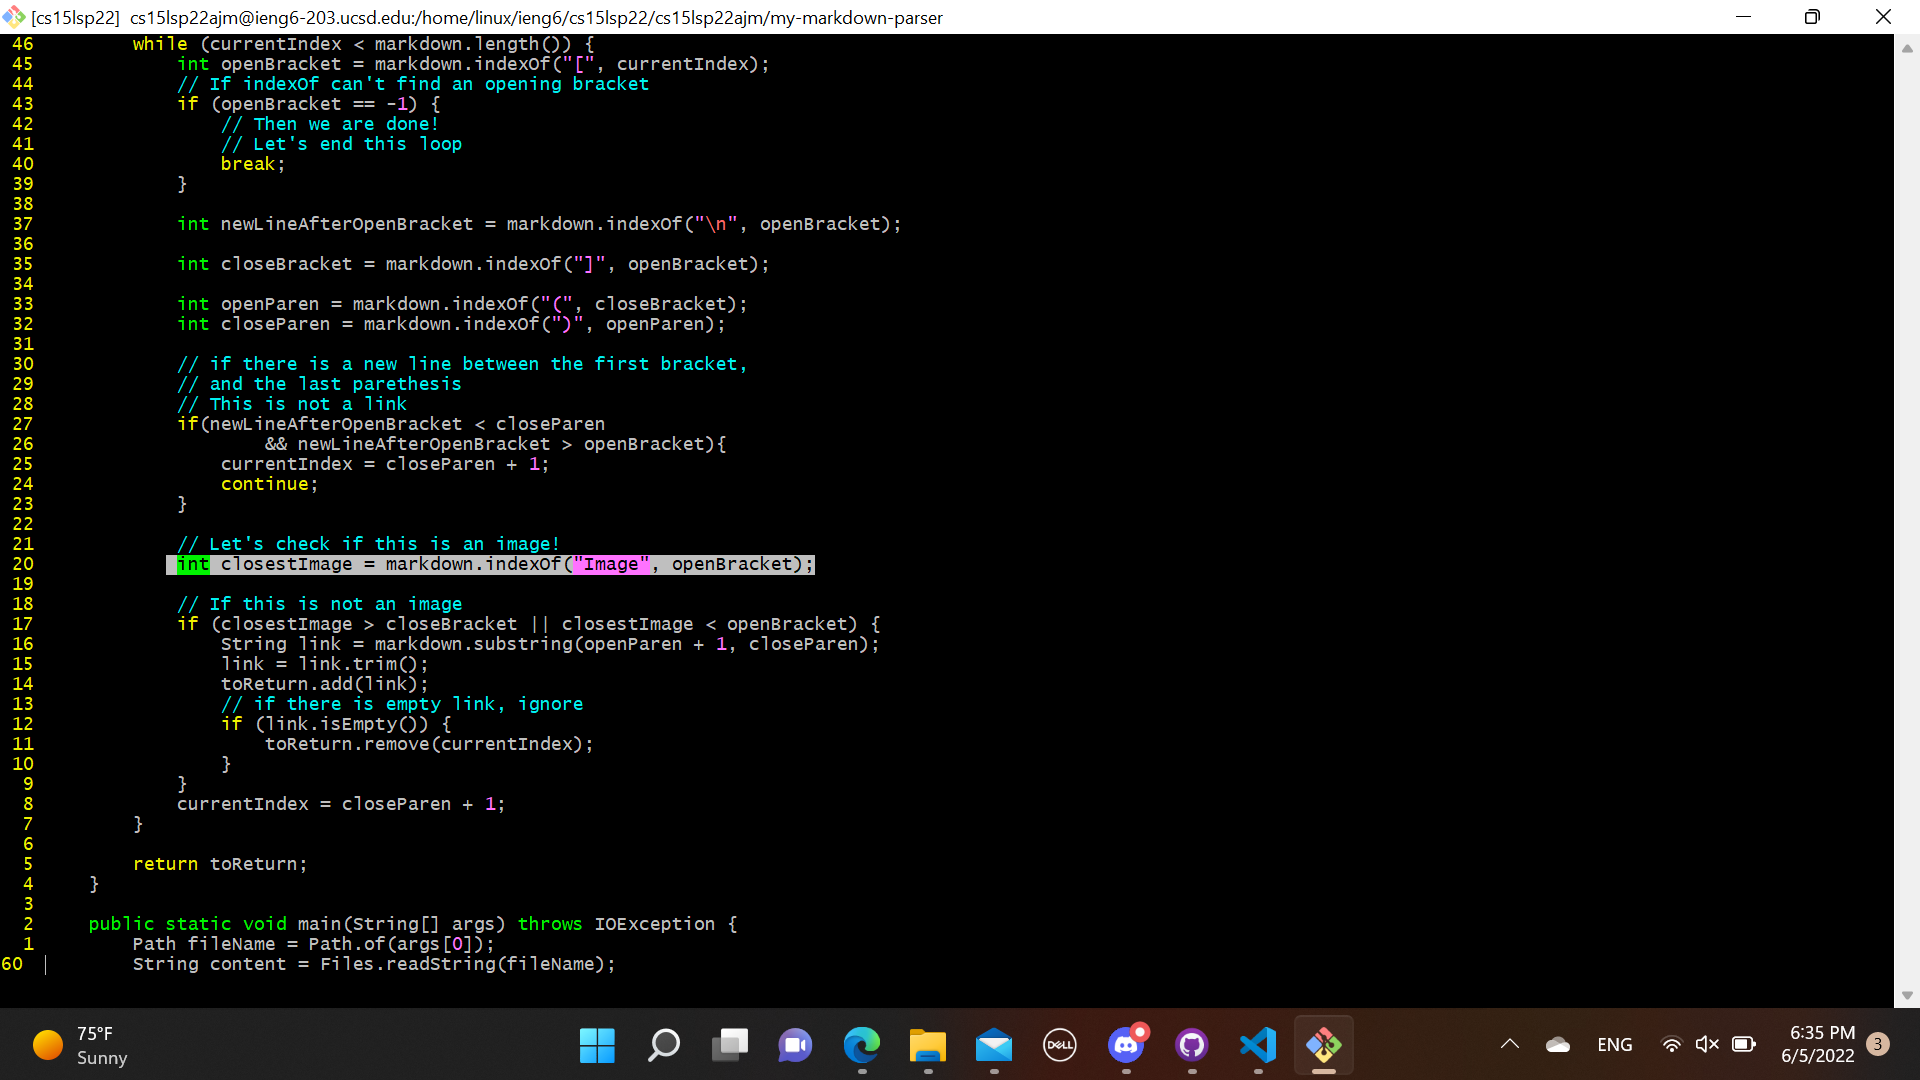 [cs15lsp22] cs15lsp22ajm@ieng6-203.ucsd.edu:/home/linux/ieng6/cs15lsp22/cs15lsp22ajm/my-markdown-parser
46         while (currentIndex < markdown.length()) {
45             int openBracket = markdown.indexOf("[", currentIndex);
44             // If indexOf can't find an opening bracket
43             if (openBracket == -1) {
42                 // Then we are done!
41                 // Let's end this loop
40                 break;
39             }
38
37             int newLineAfterOpenBracket = markdown.indexOf("\n", openBracket);
36
35             int closeBracket = markdown.indexOf("]", openBracket);
34
33             int openParen = markdown.indexOf("(", closeBracket);
32             int closeParen = markdown.indexOf(")", openParen);
31
30             // if there is a new line between the first bracket,
29             // and the last parethesis
28             // This is not a link
27             if(newLineAfterOpenBracket < closeParen
26                     && newLineAfterOpenBracket > openBracket){
25                 currentIndex = closeParen + 1;
24                 continue;
23             }
22
21             // Let's check if this is an image!
20             int closestImage = markdown.indexOf("Image", openBracket);
19
18             // If this is not an image
17             if (closestImage > closeBracket || closestImage < openBracket) {
16                 String link = markdown.substring(openParen + 1, closeParen);
15                 link = link.trim();
14                 toReturn.add(link);
13                 // if there is empty link, ignore
12                 if (link.isEmpty()) {
11                     toReturn.remove(currentIndex);
10                 }
9             }
8             currentIndex = closeParen + 1;
7         }
6
5         return toReturn;
4     }
3
2     public static void main(String[] args) throws IOException {
1         Path fileName = Path.of(args[0]);
60         String content = Files.readString(fileName);
75°F
Sunny
DELL
ENG
6:35 PM
6/5/2022
3